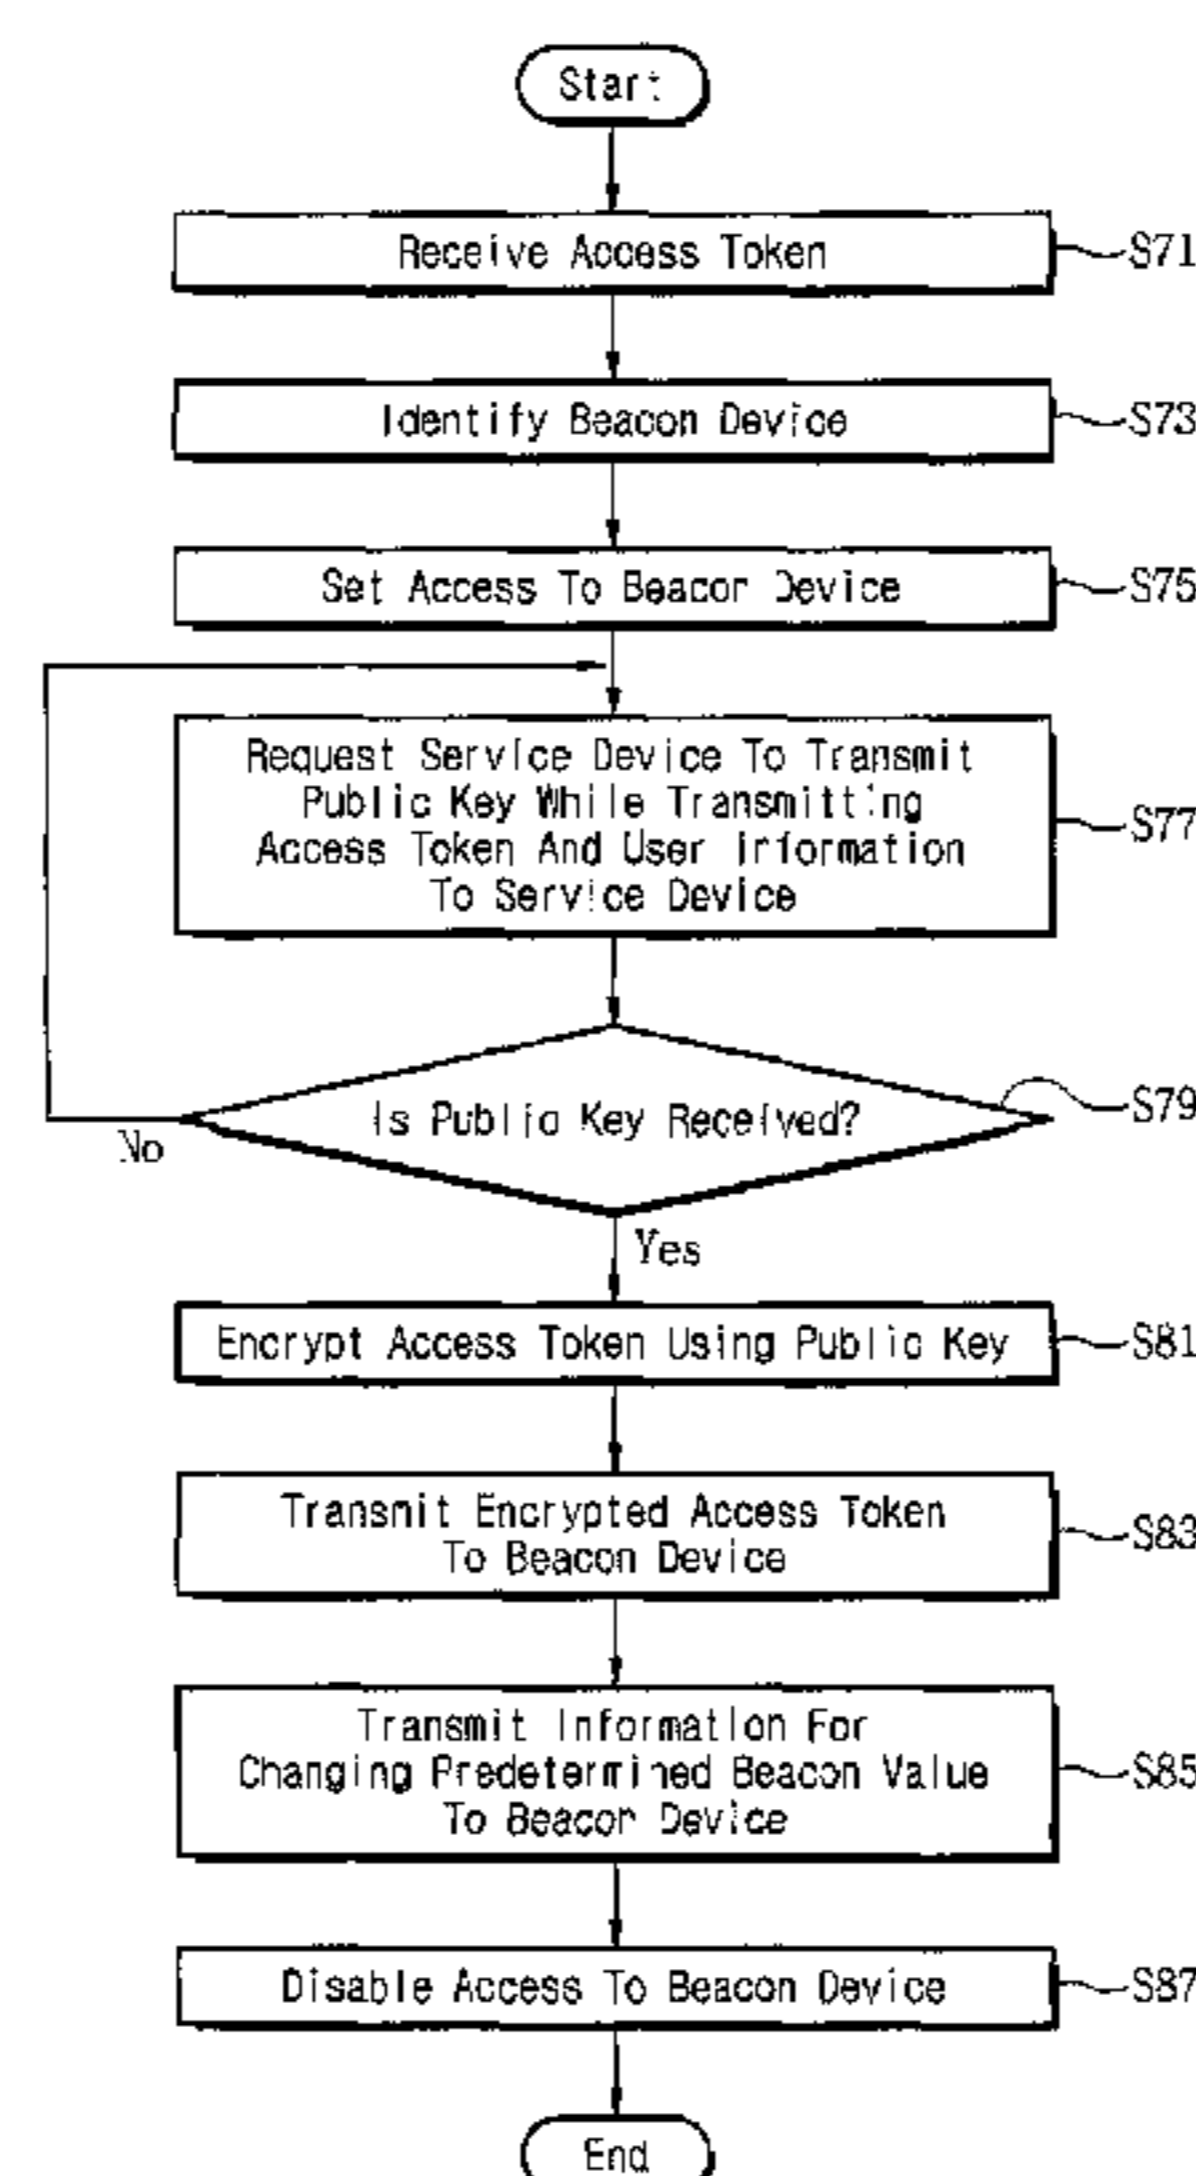 Start
Receive Access Token
S71
Identify Beacon Device
S73
Set Access To Beacon Device
S75
Request Service Device To Transmit
Public Key While Transmitting
Access Token And User Information
To Service Device
S77
Is Public Key Received?
S79
No
Yes
Encrypt Access Token Using Public Key
S81
Transmit Encrypted Access Token
To Beacon Device
S83
Transmit Information For
Changing Predetermined Beacon Value
To Beacon Device
S85
Disable Access To Beacon Device
S87
End